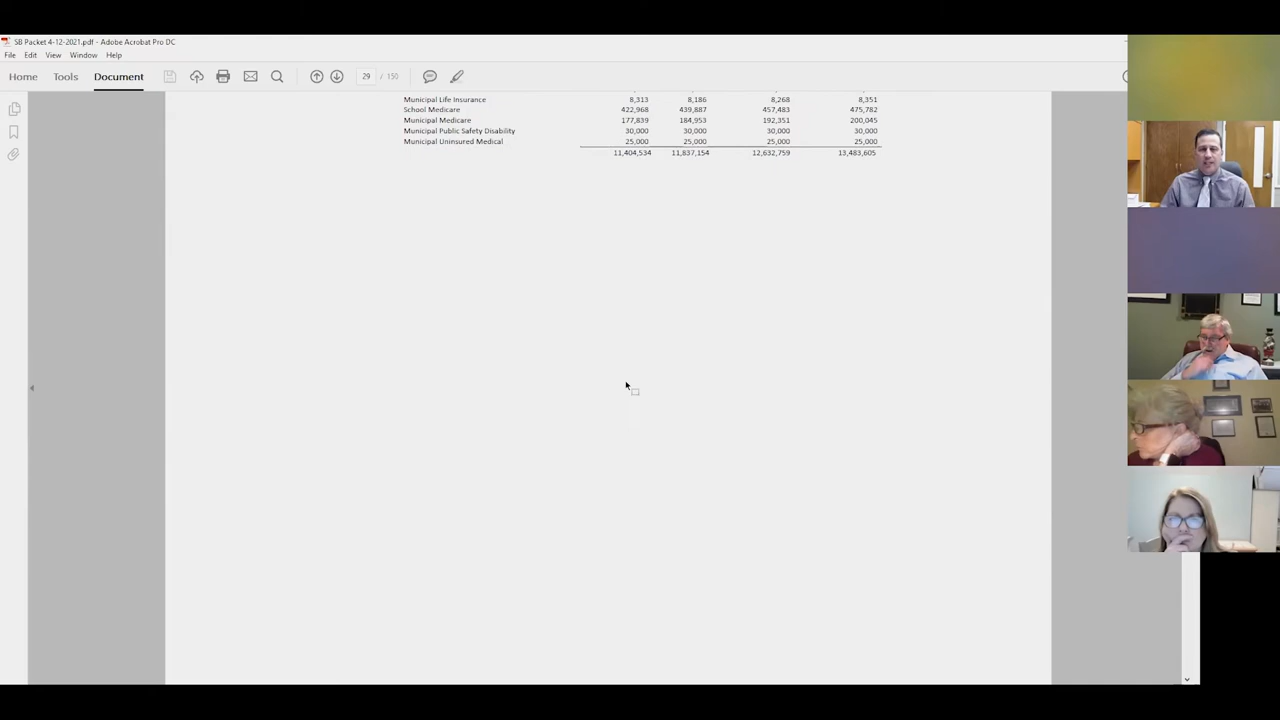 SB Packet 4-12-2021.pdf - Adobe Acrobat Pro DC
File Edit View Window Help
Home Tools Document 29 / 150
Municipal Life Insurance 8,313 8,186 8,268 8,351
School Medicare 422,968 439,887 457,483 475,782
Municipal Medicare 177,839 184,953 192,351 200,045
Municipal Public Safety Disability 30,000 30,000 30,000 30,000
Municipal Uninsured Medical 25,000 25,000 25,000 25,000
11,404,534 11,837,154 12,632,759 13,483,605